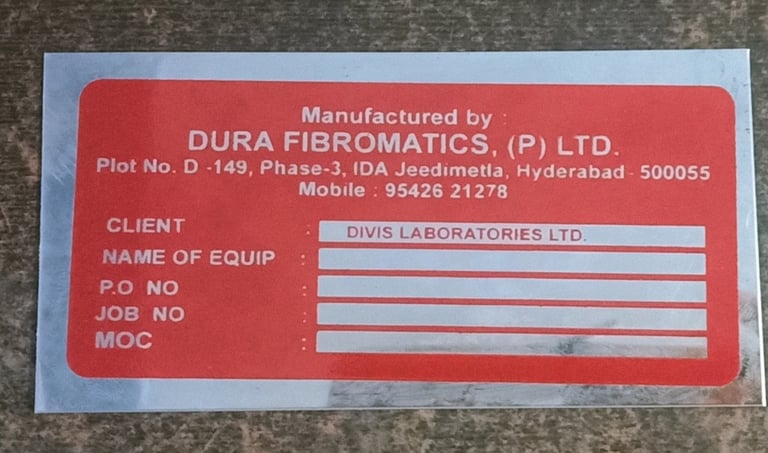 Manufactured by :
DURA FIBROMATICS, (P) LTD.
Plot No. D -149, Phase-3, IDA Jeedimetla, Hyderabad - 500055
Mobile : 95426 21278
CLIENT : DIVIS LABORATORIES LTD.
NAME OF EQUIP :
P.O NO :
JOB NO :
MOC :